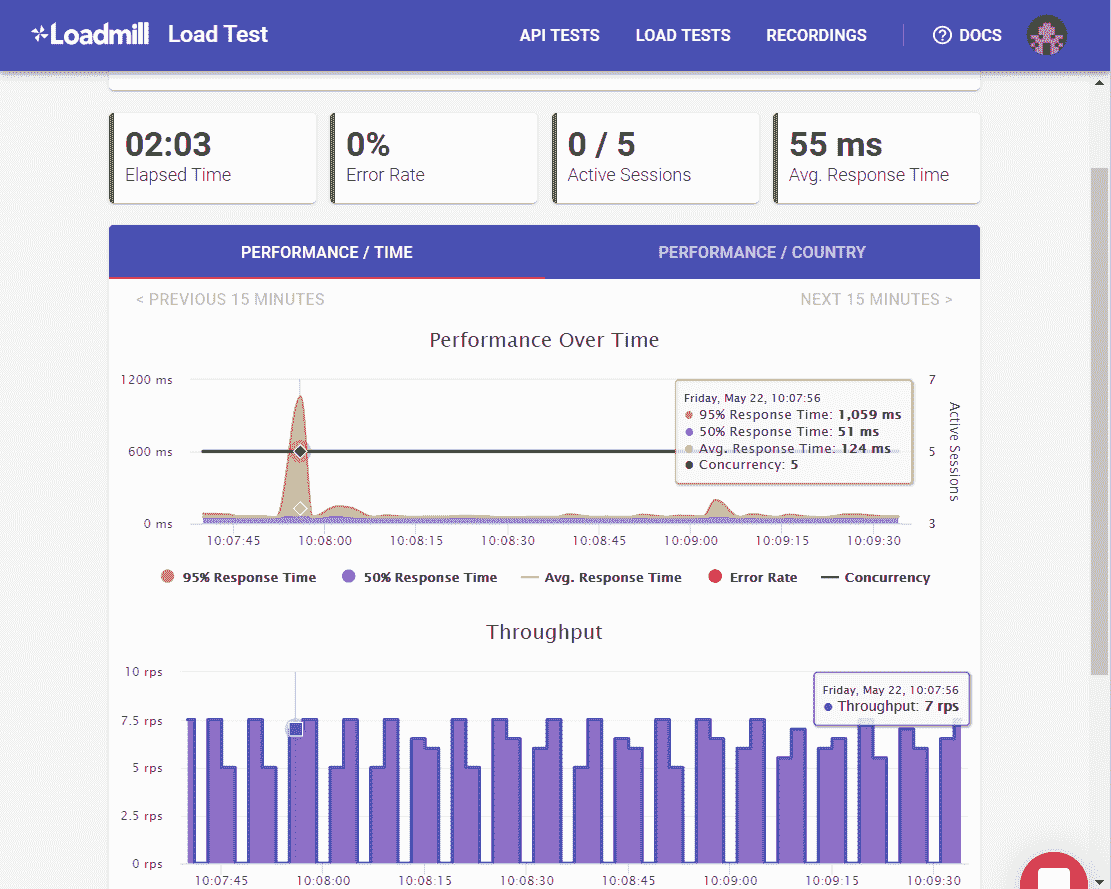 Loadmill Load Test API TESTS LOAD TESTS RECORDINGS ? DOCS
02:03 0% 0 / 5 55 ms
Elapsed Time Error Rate Active Sessions Avg. Response Time
PERFORMANCE / TIME PERFORMANCE / COUNTRY
< PREVIOUS 15 MINUTES NEXT 15 MINUTES >
Performance Over Time
1200 ms 7
Friday, May 22, 10:07:56
95% Response Time: 1,059 ms
50% Response Time: 51 ms
600 ms Avg. Response Time: 124 ms 5
Concurrency: 5
Active Sessions
0 ms 3
10:07:45 10:08:00 10:08:15 10:08:30 10:08:45 10:09:00 10:09:15 10:09:30
95% Response Time 50% Response Time Avg. Response Time Error Rate Concurrency
Throughput
10 rps
Friday, May 22, 10:07:56
Throughput: 7 rps
7.5 rps
5 rps
2.5 rps
0 rps
10:07:45 10:08:00 10:08:15 10:08:30 10:08:45 10:09:00 10:09:15 10:09:30